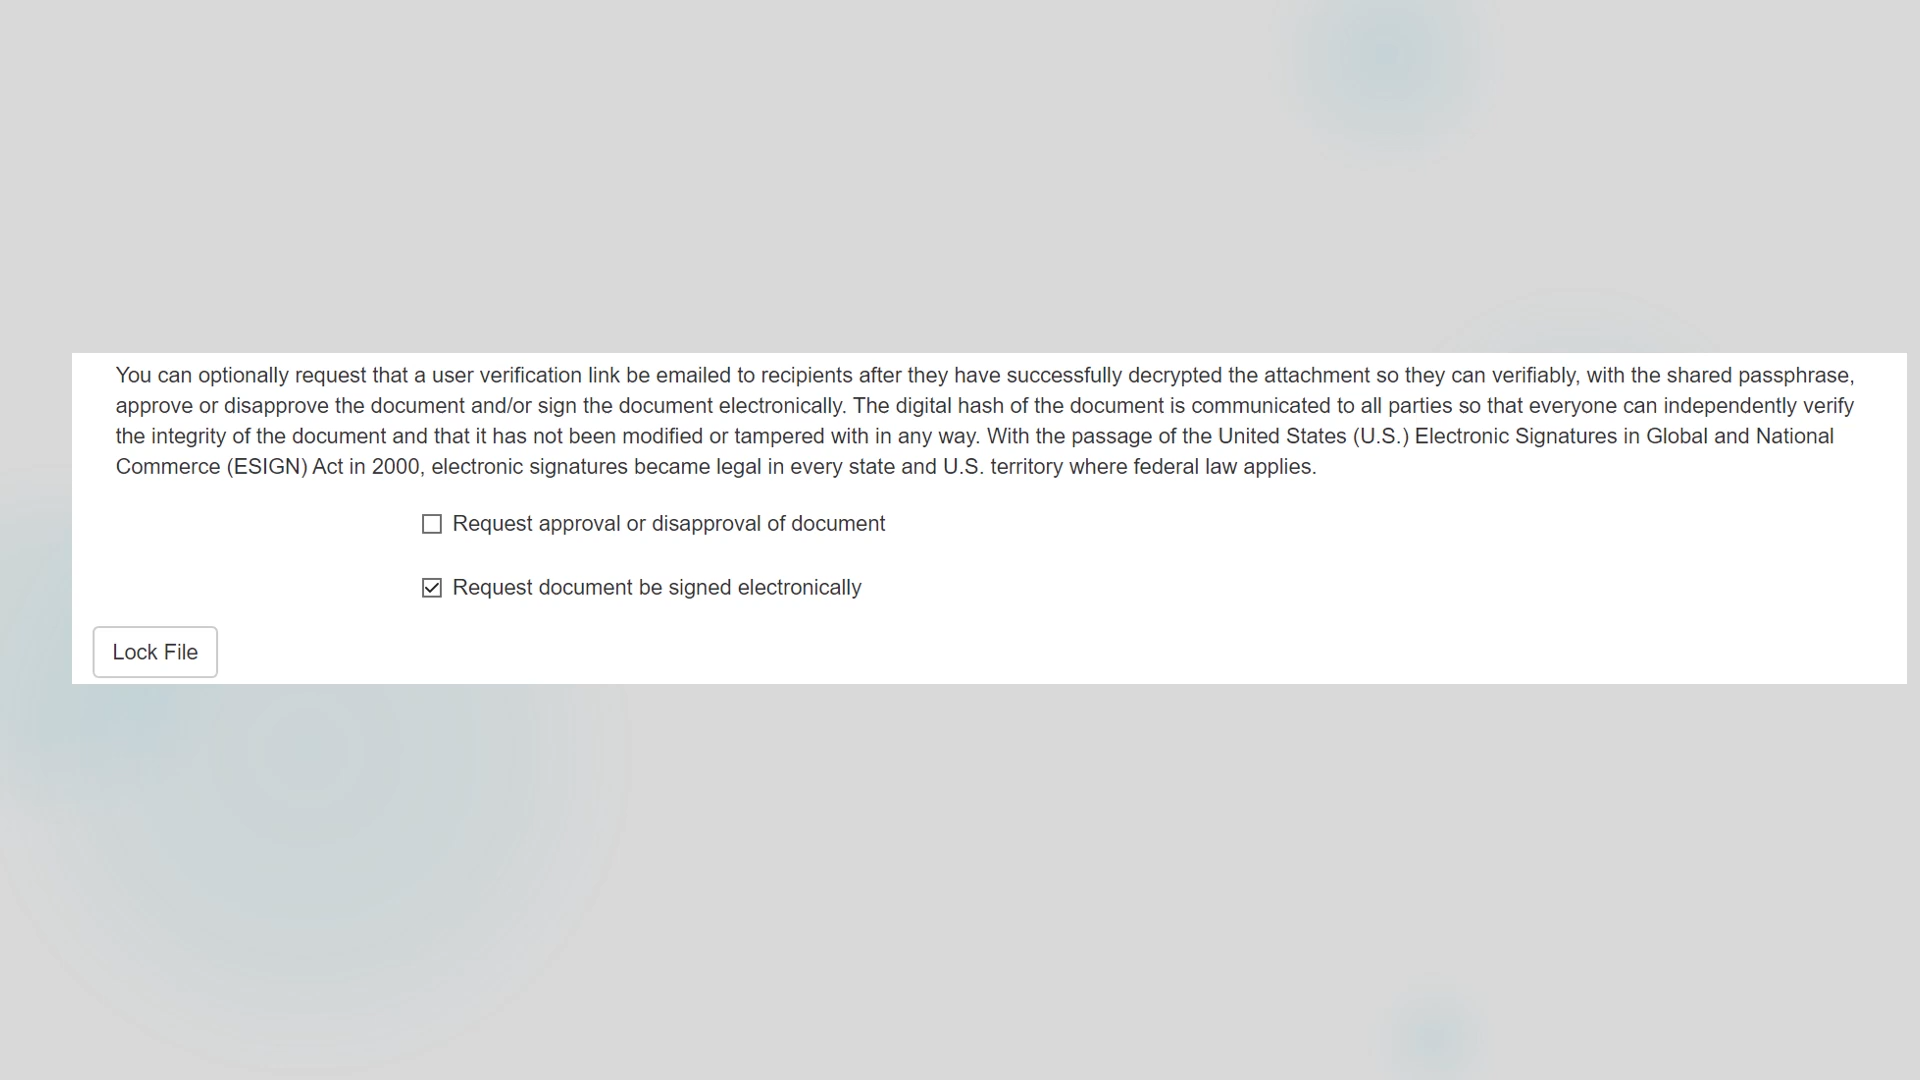 You can optionally request that a user verification link be emailed to recipients after they have successfully decrypted the attachment so they can verifiably, with the shared passphrase,
approve or disapprove the document and/or sign the document electronically. The digital hash of the document is communicated to all parties so that everyone can independently verify
the integrity of the document and that it has not been modified or tampered with in any way. With the passage of the United States (U.S.) Electronic Signatures in Global and National
Commerce (ESIGN) Act in 2000, electronic signatures became legal in every state and U.S. territory where federal law applies.
Request approval or disapproval of document
Request document be signed electronically
Lock File